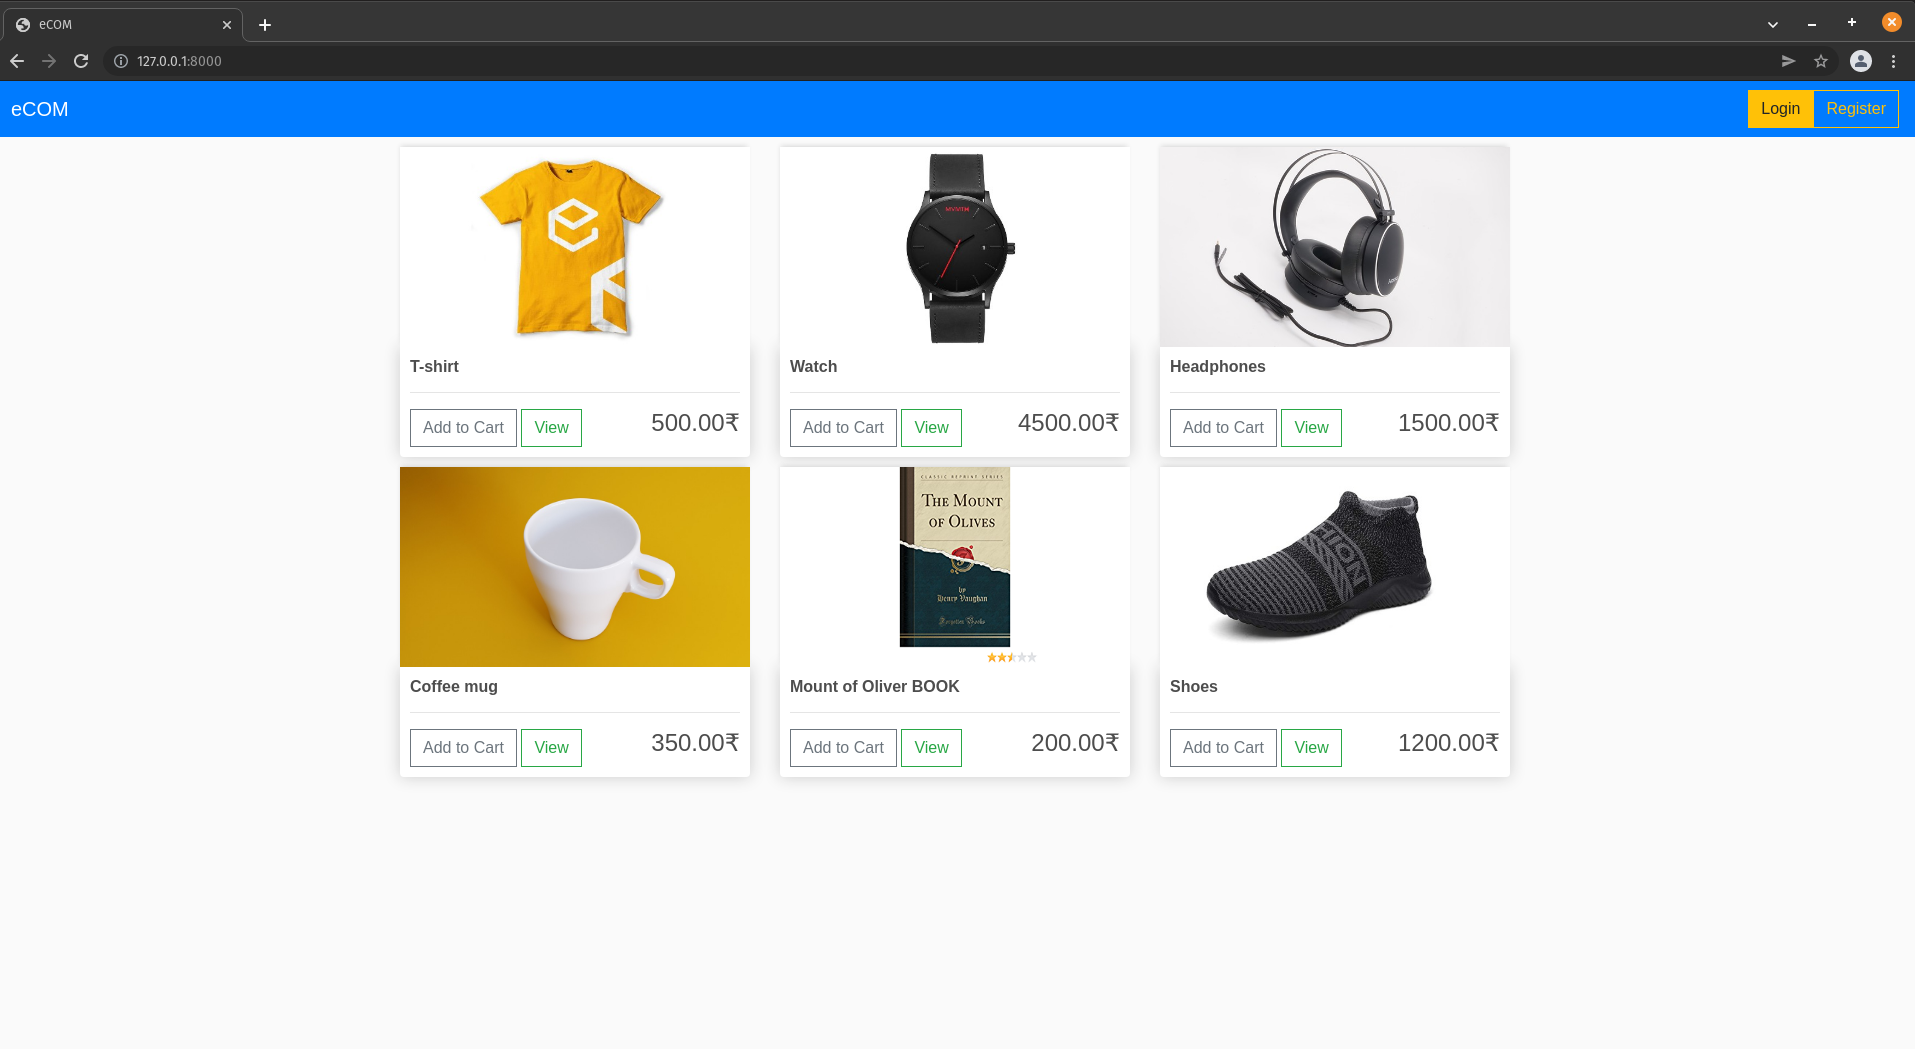 eCOM
127.0.0.1:8000
eCOM
Login Register
T-shirt
Add to Cart View 500.00₹
Watch
Add to Cart View 4500.00₹
Headphones
Add to Cart View 1500.00₹
CLASSIC REPRINT SERIES
THE MOUNT
OF OLIVES
by
Henry Vaughan
Forgotten Books
HION
Coffee mug
Add to Cart View 350.00₹
Mount of Oliver BOOK
Add to Cart View 200.00₹
Shoes
Add to Cart View 1200.00₹